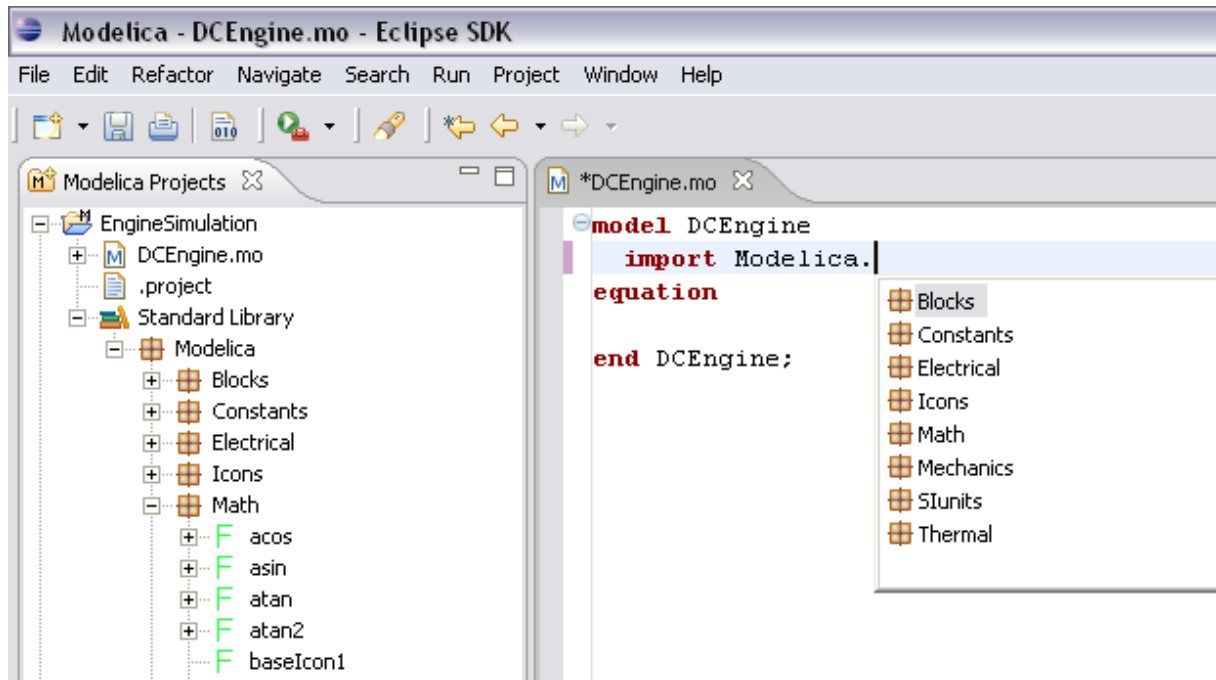 Modelica - DCEngine.mo - Eclipse SDK
File Edit Refactor Navigate Search Run Project Window Help
010
Modelica Projects
EngineSimulation
M DCEngine.mo
.project
Standard Library
Modelica
Blocks
Constants
Electrical
Icons
Math
F acos
F asin
F atan
F atan2
F baseIcon1
M *DCEngine.mo
model DCEngine
import Modelica.
equation
end DCEngine;
Blocks
Constants
Electrical
Icons
Math
Mechanics
SIunits
Thermal